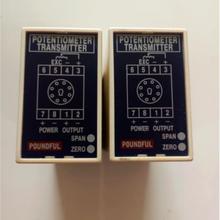 POTENTIOMETER
TRANSMITTER
EXC
6 5 4 3
7 8 1 2
+ − + −
POWER OUTPUT
SPAN
POUNDFUL
ZERO
POTENTIOMETER
TRANSMITTER
EXC
6 5 4 3
7 8 1 2
+ − + −
POWER OUTPUT
SPAN
POUNDFUL
ZERO